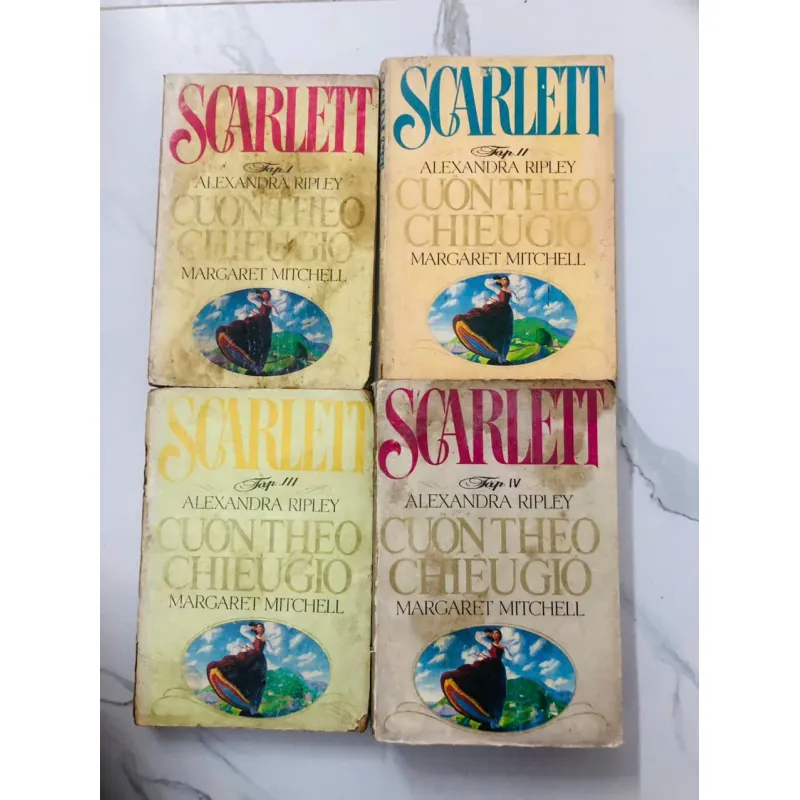 SCARLETT
Tập I
ALEXANDRA RIPLEY
CUỐN THEO
CHIỀU GIÓ
MARGARET MITCHELL
SCARLETT
Tập II
ALEXANDRA RIPLEY
CUỐN THEO
CHIỀU GIÓ
MARGARET MITCHELL
SCARLETT
Tập III
ALEXANDRA RIPLEY
CUỐN THEO
CHIỀU GIÓ
MARGARET MITCHELL
SCARLETT
Tập IV
ALEXANDRA RIPLEY
CUỐN THEO
CHIỀU GIÓ
MARGARET MITCHELL